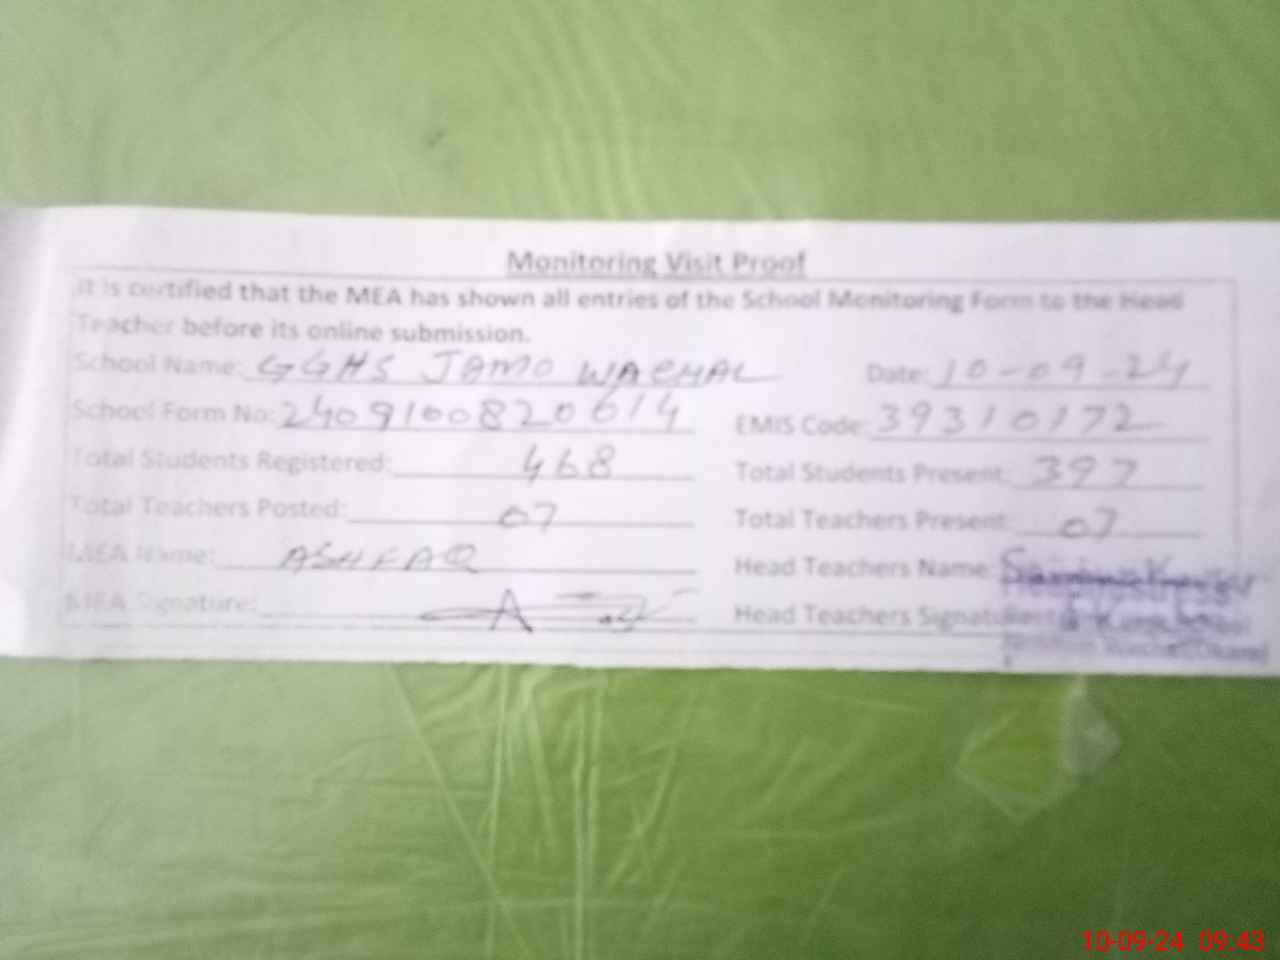 Monitoring Visit Proof
It is certified that the MEA has shown all entries of the School Monitoring Form to the Head
Teacher before its online submission.
School Name: GGHS JAMO WACHAL Date: 10-09-24
School Form No: 2409100820614 EMIS Code: 39310172
Total Students Registered: 468 Total Students Present: 397
Total Teachers Posted: 07 Total Teachers Present: 07
MEA Name: ASHFAQ Head Teachers Name:
MEA Signature: Head Teachers Signature:
10-09-24 09:43